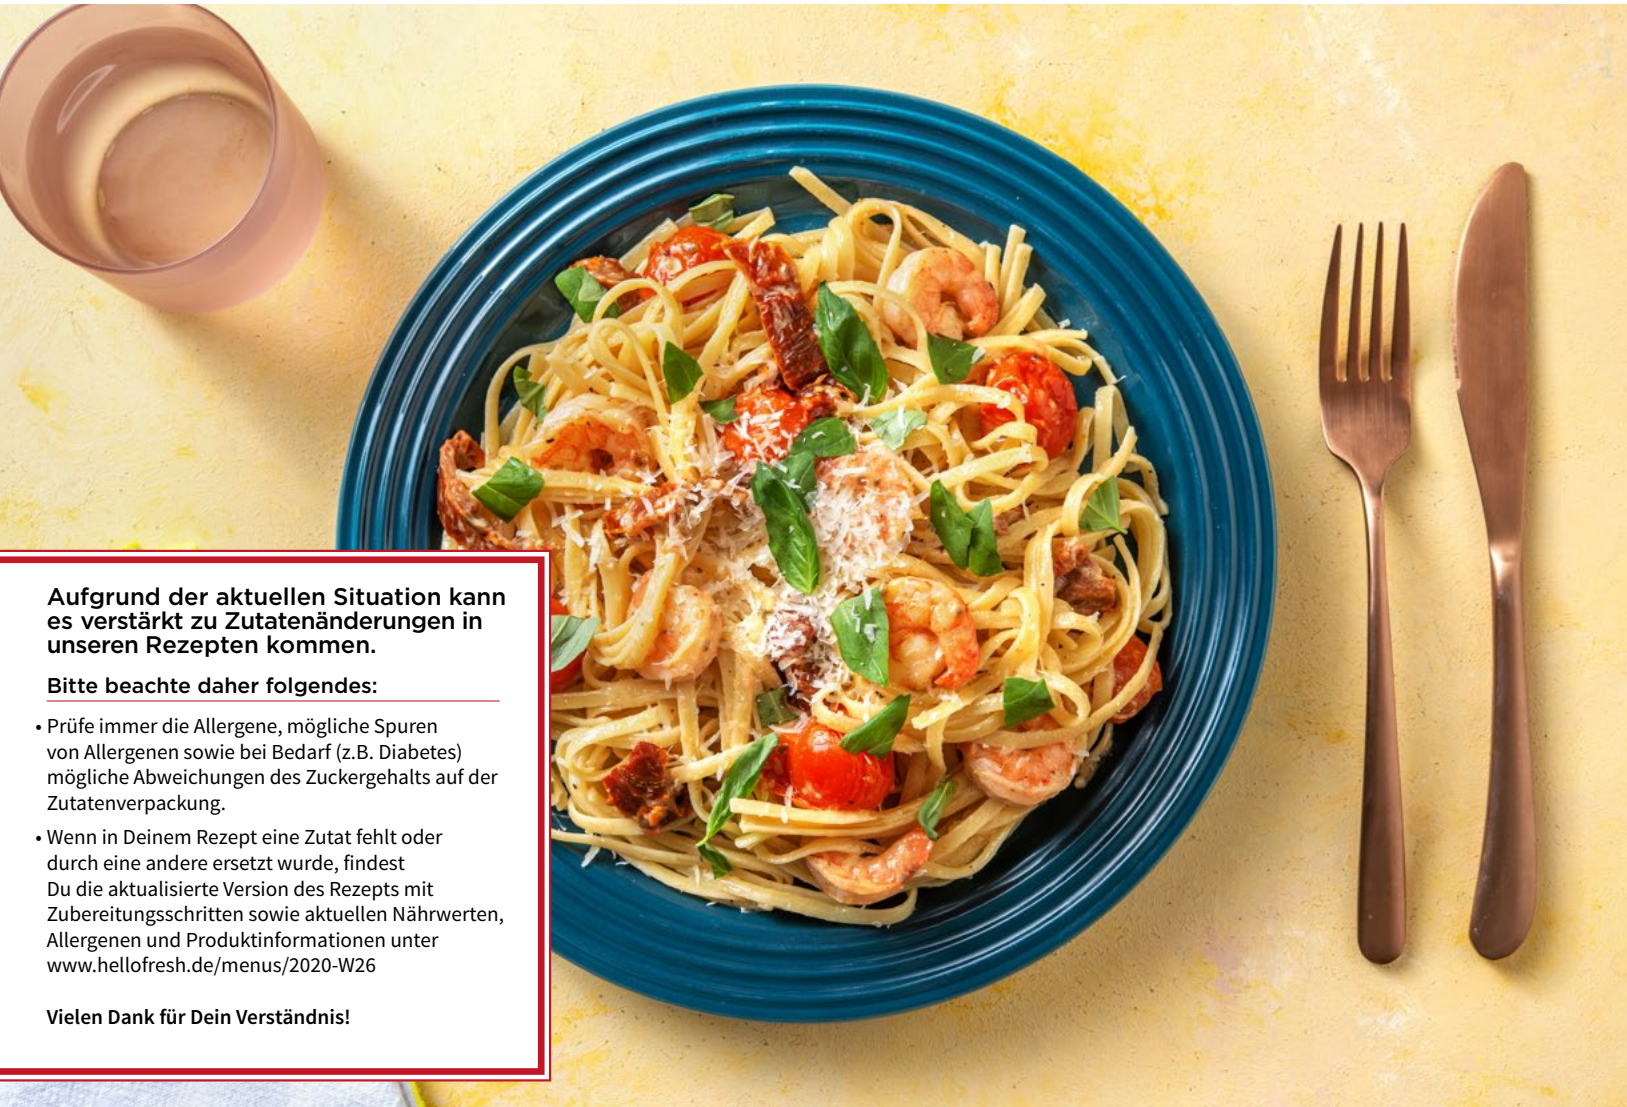 Aufgrund der aktuellen Situation kann
es verstärkt zu Zutatenänderungen in
unseren Rezepten kommen.
Bitte beachte daher folgendes:
• Prüfe immer die Allergene, mögliche Spuren
von Allergenen sowie bei Bedarf (z.B. Diabetes)
mögliche Abweichungen des Zuckergehalts auf der
Zutatenverpackung.
• Wenn in Deinem Rezept eine Zutat fehlt oder
durch eine andere ersetzt wurde, findest
Du die aktualisierte Version des Rezepts mit
Zubereitungsschritten sowie aktuellen Nährwerten,
Allergenen und Produktinformationen unter
www.hellofresh.de/menus/2020-W26
Vielen Dank für Dein Verständnis!